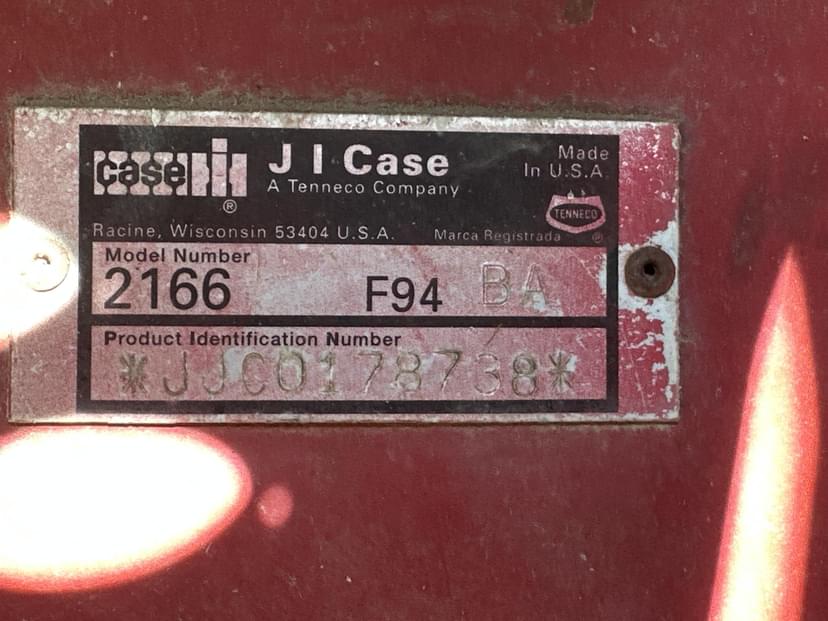 case IH ®
J I Case
A Tenneco Company
Made
In U.S.A.
TENNECO
Racine, Wisconsin 53404 U.S.A.
Marca Registrada ®
Model Number
2166 F94 BA
Product Identification Number
*JJC0178738*